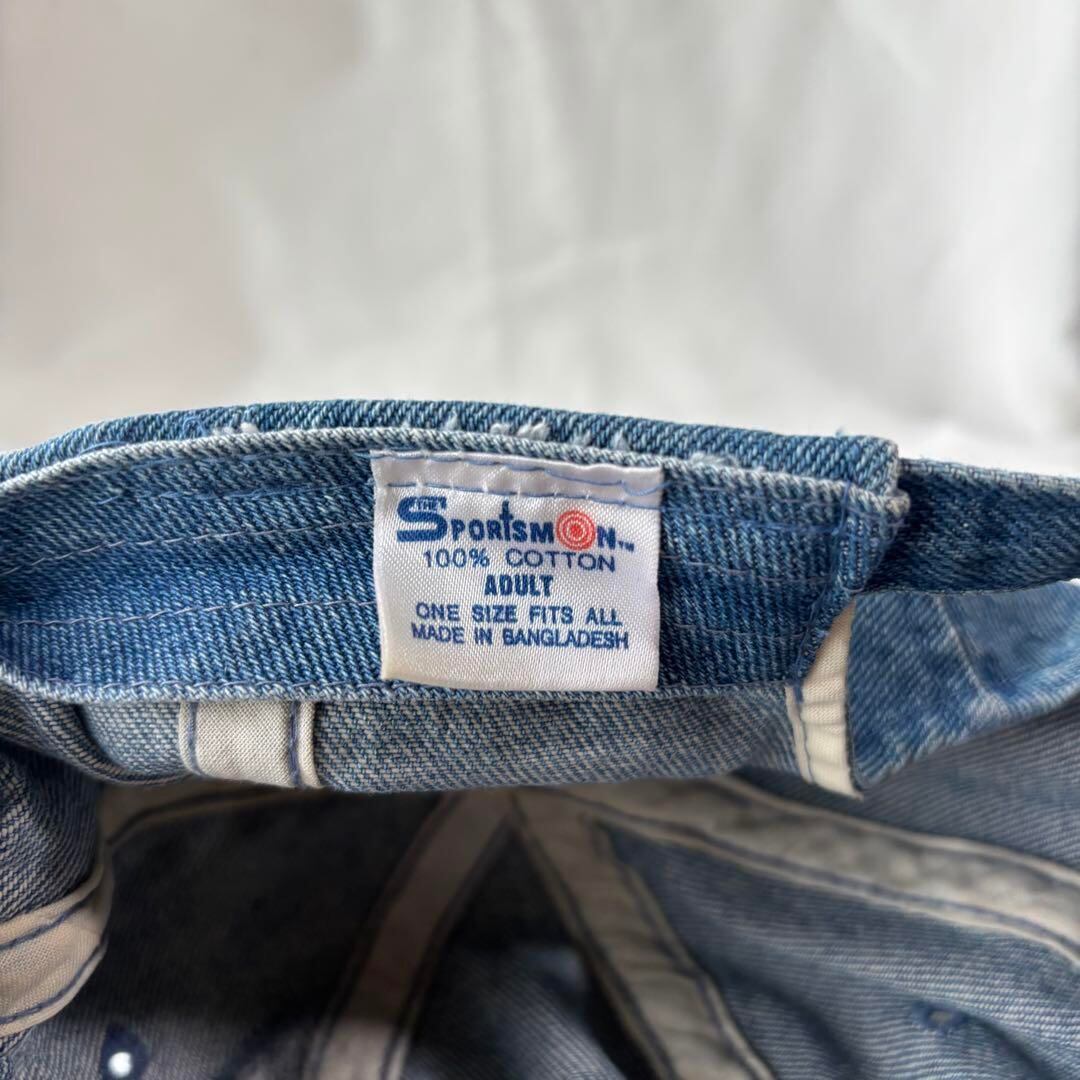 THE SPORTSMAN™
100% COTTON
ADULT
ONE SIZE FITS ALL
MADE IN BANGLADESH